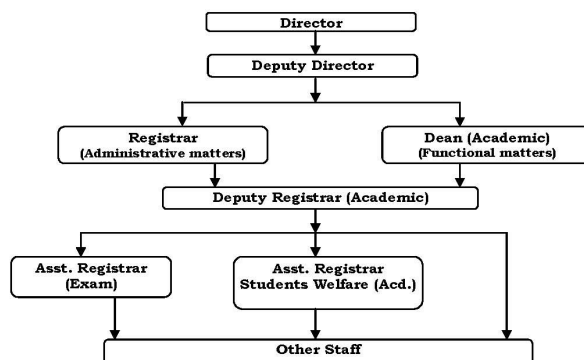 Director
Deputy Director
Registrar
(Administrative matters)
Dean (Academic)
(Functional matters)
Deputy Registrar (Academic)
Asst. Registrar
(Exam)
Asst. Registrar
Students Welfare (Acd.)
Other Staff